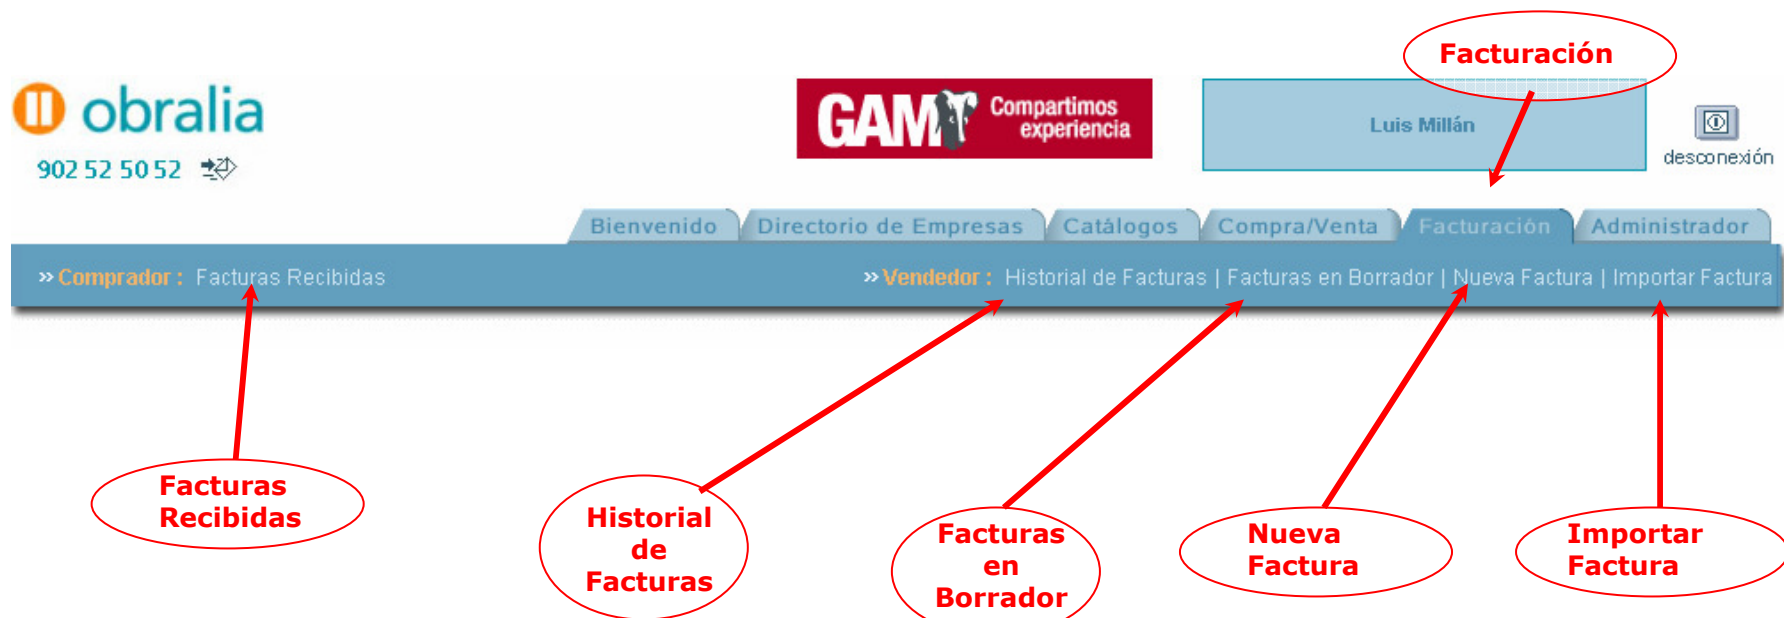 Facturación
obralia
GAM Compartimos
experiencia
Luis Millán
902 52 50 52
desconexión
Bienvenido Directorio de Empresas Catálogos Compra/Venta Facturación Administrador
»Comprador : Facturas Recibidas »Vendedor : Historial de Facturas | Facturas en Borrador | Nueva Factura | Importar Factura
Facturas
Recibidas
Historial
de
Facturas
Facturas
en
Borrador
Nueva
Factura
Importar
Factura